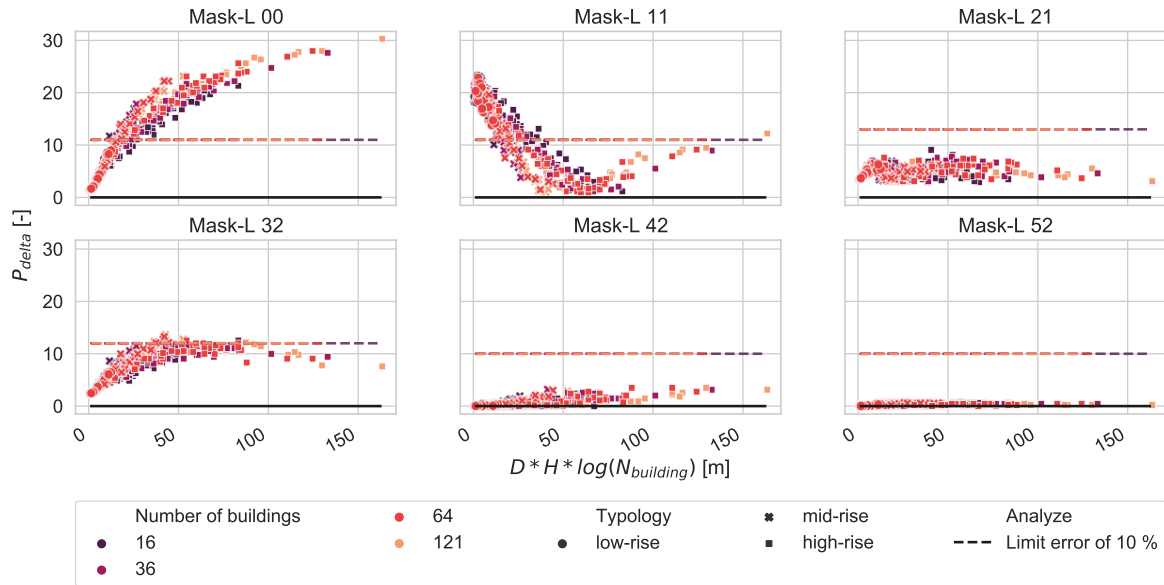 Mask-L 00 Mask-L 11 Mask-L 21
30
20
10
0
Mask-L 32 Mask-L 42 Mask-L 52
30
20
10
0
P_delta [-]
0 50 100 150 0 50 100 150 0 50 100 150
D * H * log(N_building) [m]
Number of buildings 64 Typology mid-rise Analyze
16 121 low-rise high-rise Limit error of 10 %
36